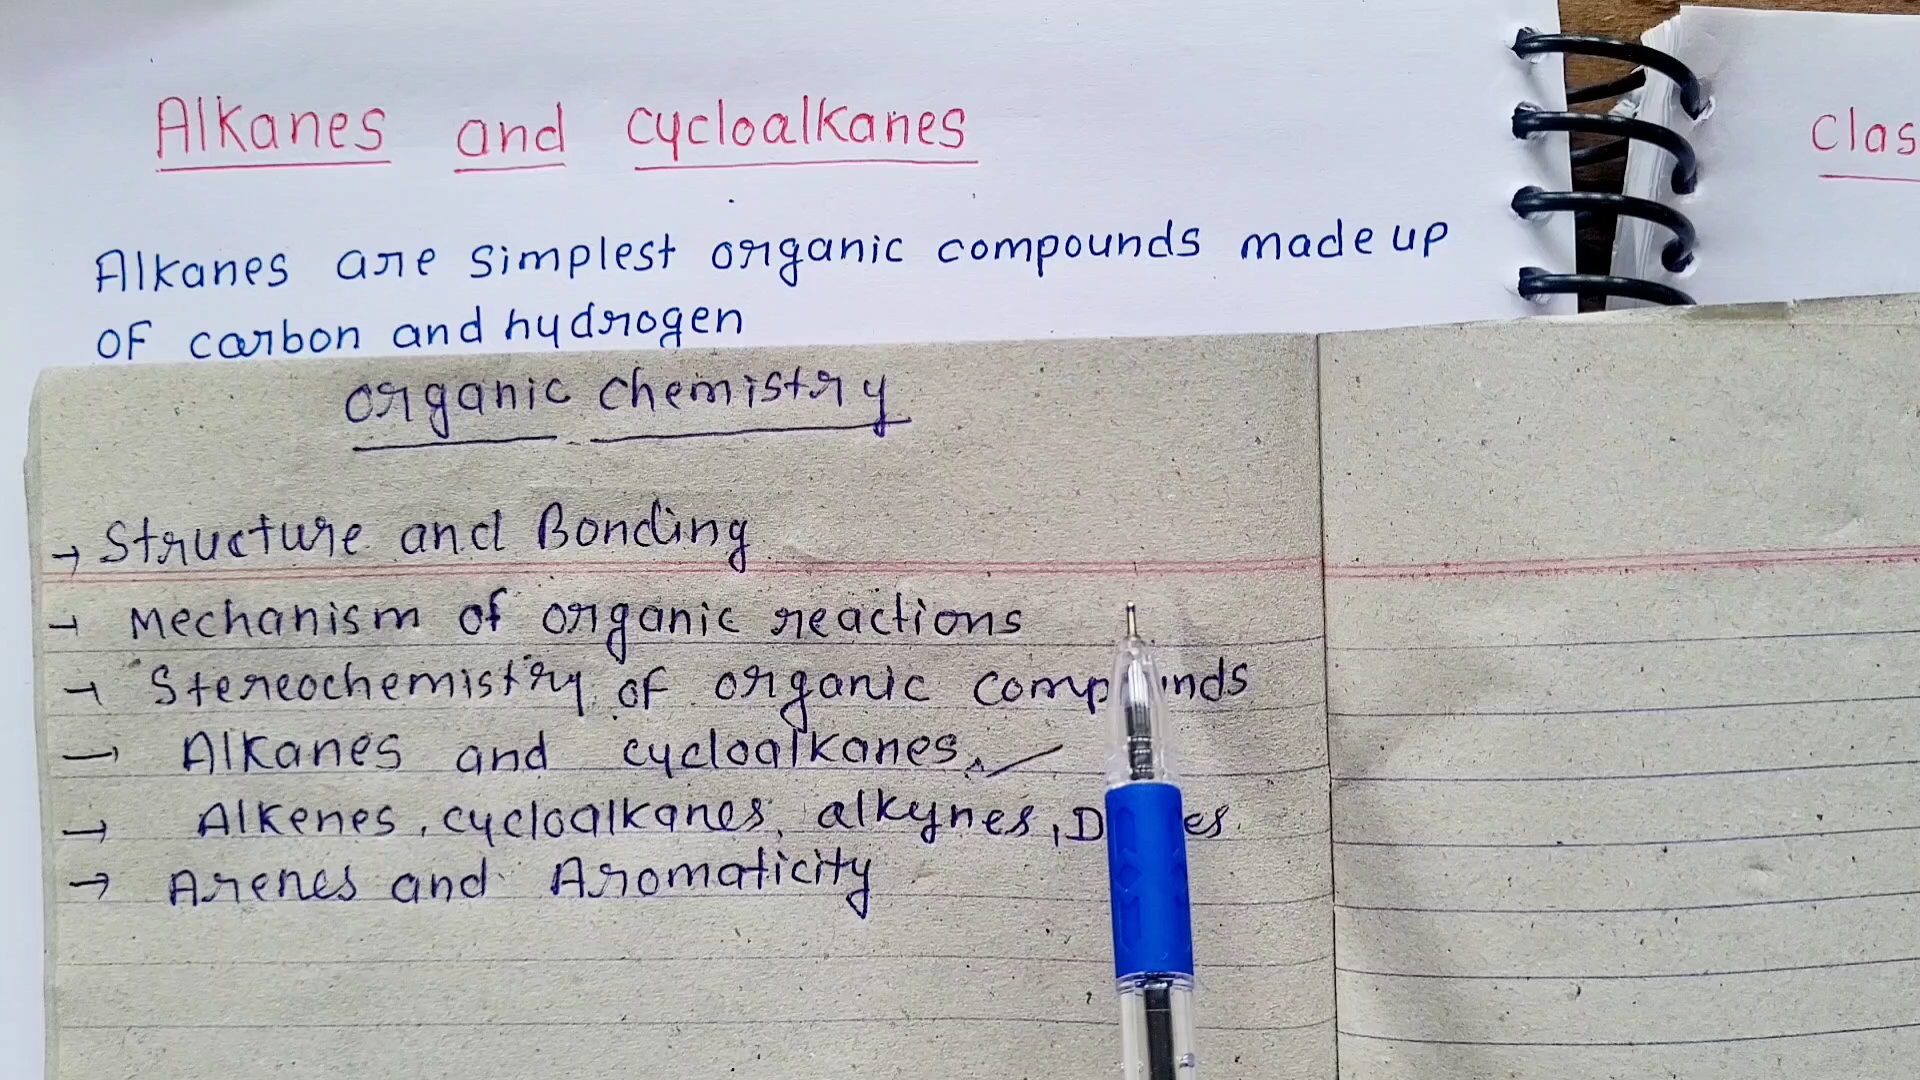 Alkanes and cycloalkanes
Clas
Alkanes are simplest organic compounds made up
of carbon and hydrogen
organic chemistry
→ Structure and Bonding
→ Mechanism of organic reactions
→ Stereochemistry of organic
→ Alkanes and cycloalkanes
→ Alkenes, cycloalkanes, alkynes,
→ Arenes and Aromaticity